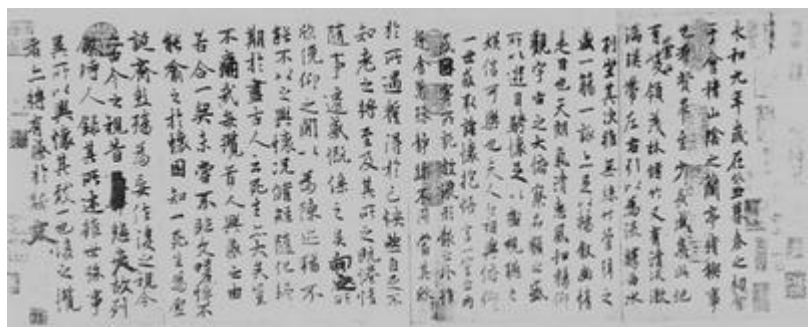 永和九年歲在癸丑暮春之初會
于會稽山陰之蘭亭脩稧事
也羣賢畢至少長咸集此地
有崇山峻領茂林脩竹又有清流激
湍暎帶左右引以為流觴曲水
列坐其次雖無絲竹管弦之
盛一觴一詠亦足以暢敘幽情
是日也天朗氣清惠風和暢仰
觀宇宙之大俯察品類之盛
所以遊目騁懷足以極視聽之
娛信可樂也夫人之相與俯仰
一世或取諸懷抱悟言一室之內
或因寄所託放浪形骸之外雖
趣舍萬殊靜躁不同當其欣
於所遇蹔得於己怏然自足不
知老之將至及其所之既惓情
隨事遷感慨係之矣向之所
欣俛仰之閒以為陳迹猶不
能不以之興懷況脩短隨化終
期於盡古人云死生亦大矣豈
不痛哉每攬昔人興感之由
若合一契未嘗不臨文嗟悼不
能喻之於懷固知一死生為虛
誕齊彭殤為妄作後之視今
亦由今之視昔悲夫故列
敘時人錄其所述雖世殊事
異所以興懷其致一也後之攬
者亦將有感於斯文